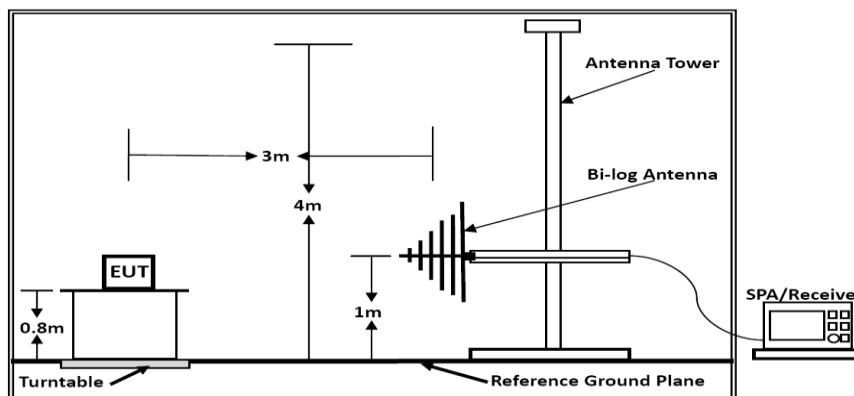 Antenna Tower
3m
Bi-log Antenna
4m
EUT
SPA/Receive
0.8m
1m
Turntable
Reference Ground Plane